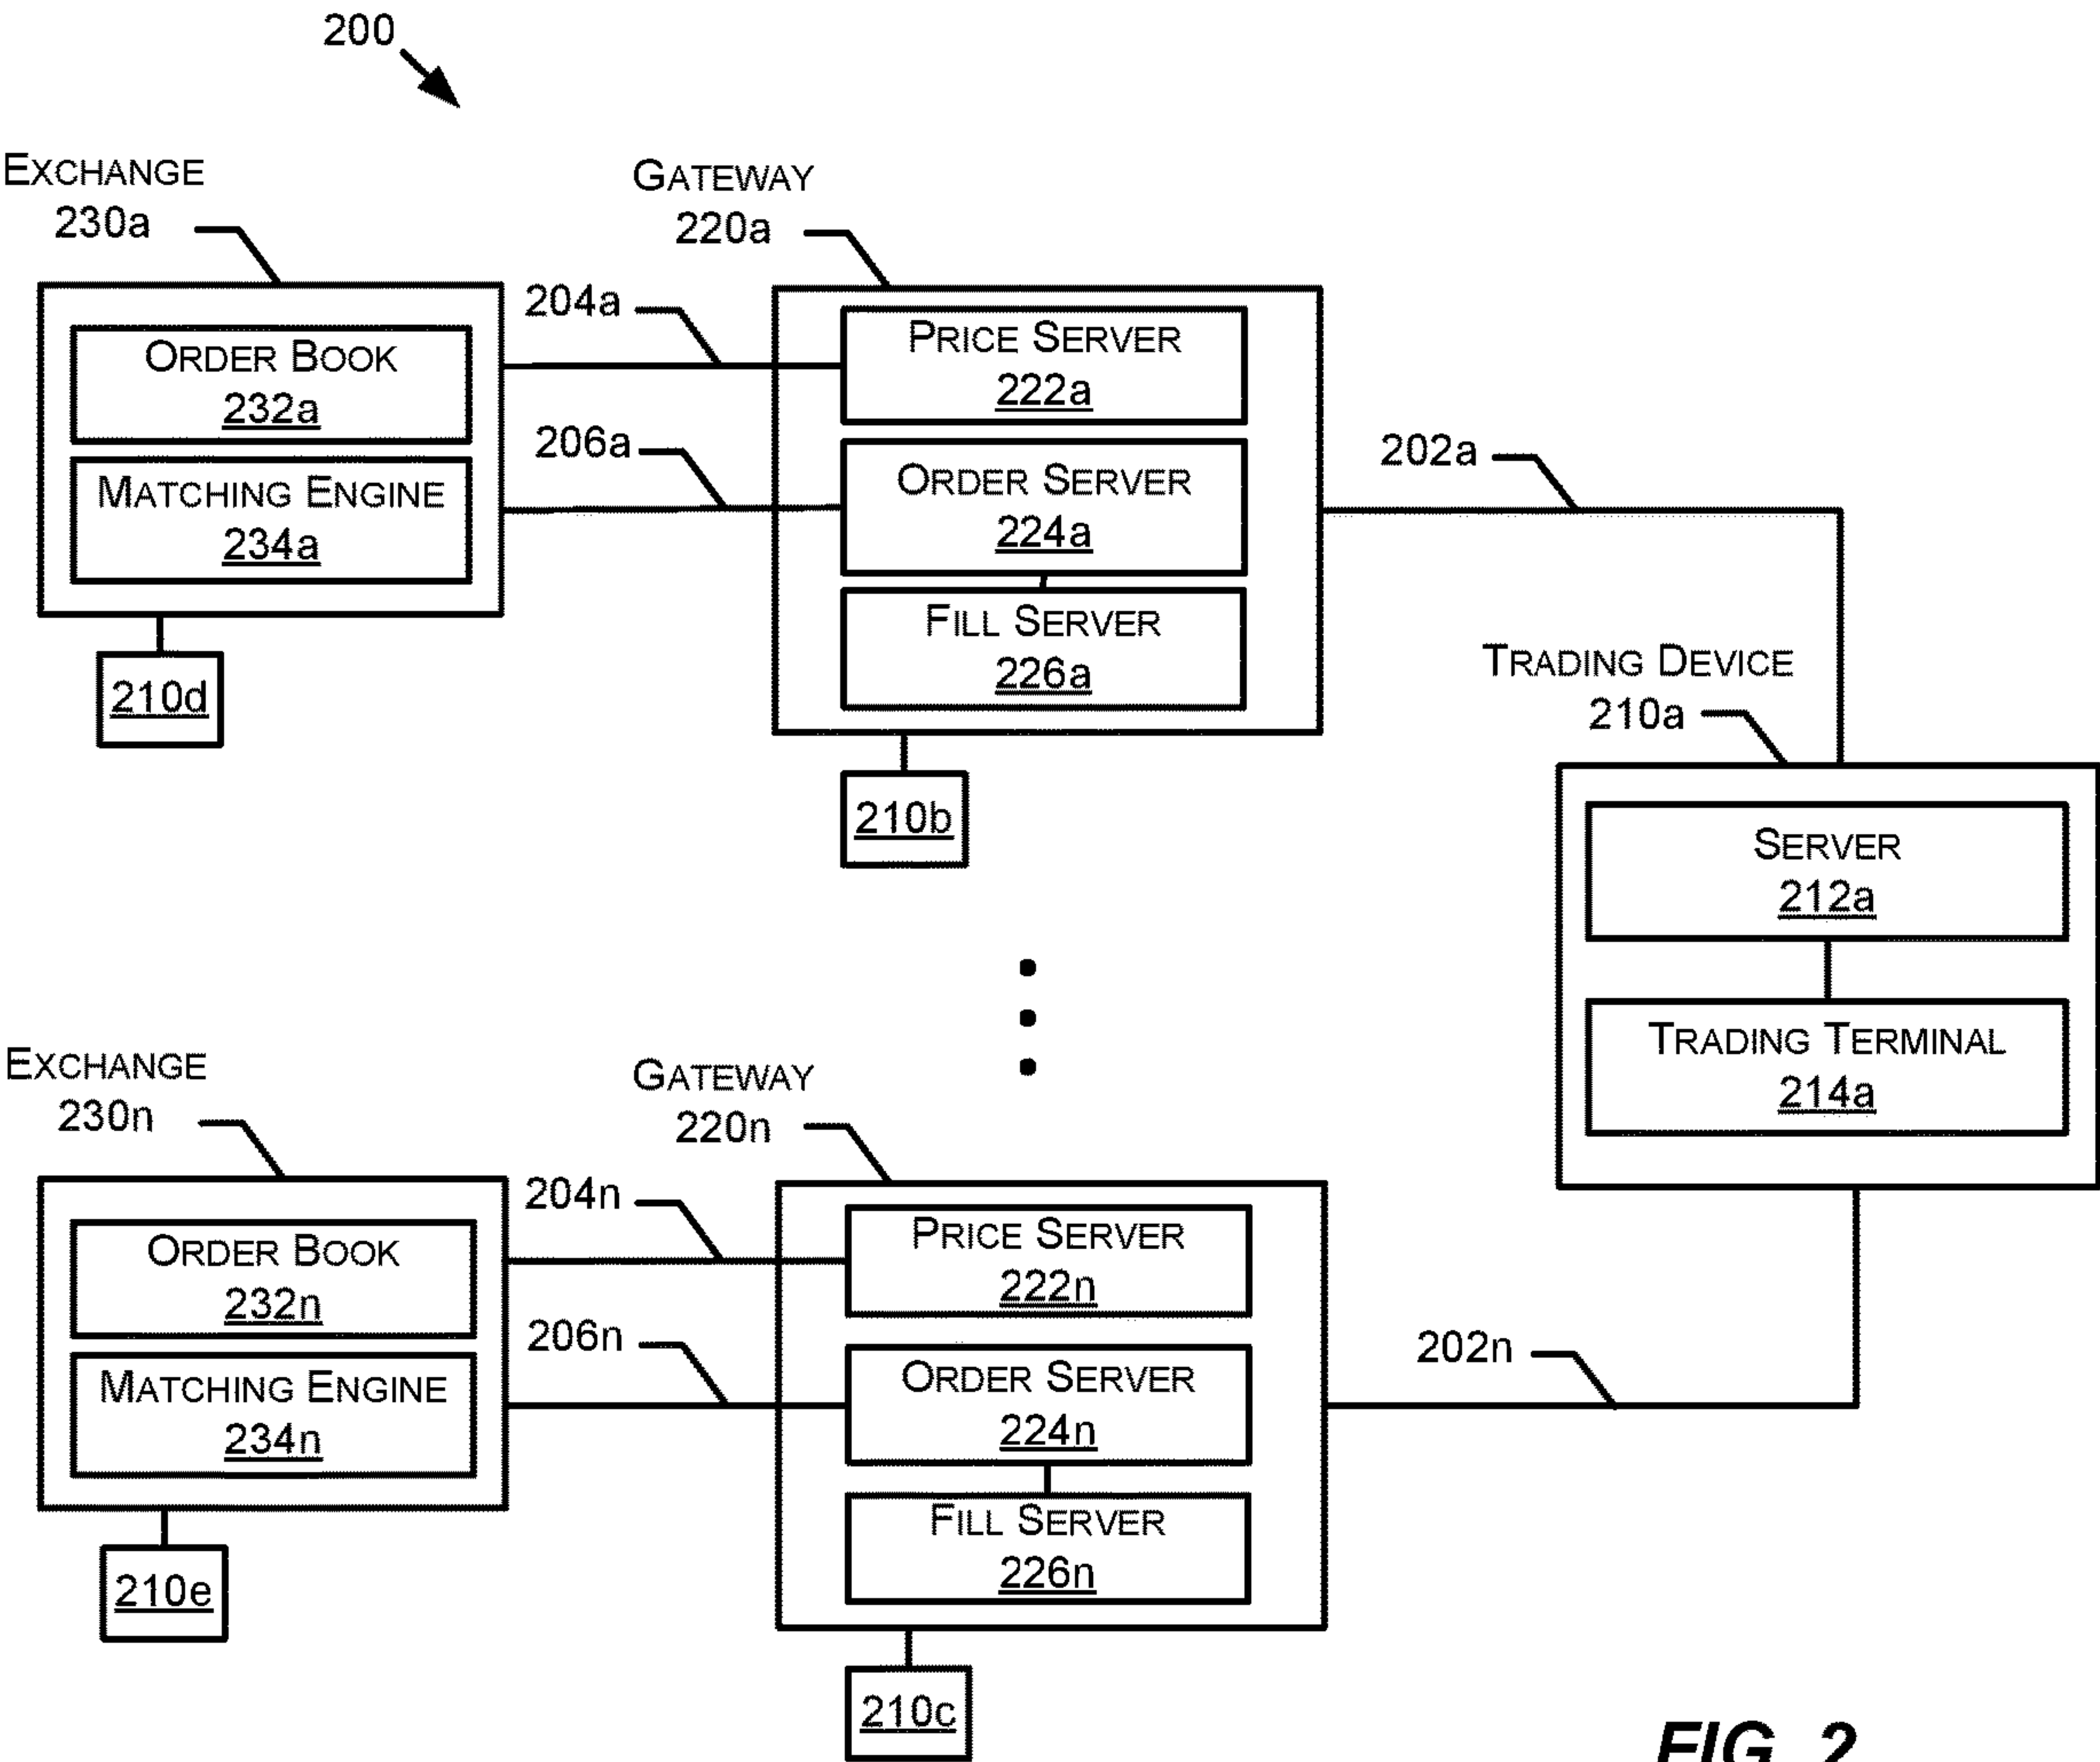 200
EXCHANGE
230a
GATEWAY
220a
204a
206a
202a
ORDER BOOK
232a
MATCHING ENGINE
234a
PRICE SERVER
222a
ORDER SERVER
224a
FILL SERVER
226a
210d
210b
TRADING DEVICE
210a
SERVER
212a
TRADING TERMINAL
214a
EXCHANGE
230n
GATEWAY
220n
204n
206n
202n
ORDER BOOK
232n
MATCHING ENGINE
234n
PRICE SERVER
222n
ORDER SERVER
224n
FILL SERVER
226n
210e
210c
FIG. 2